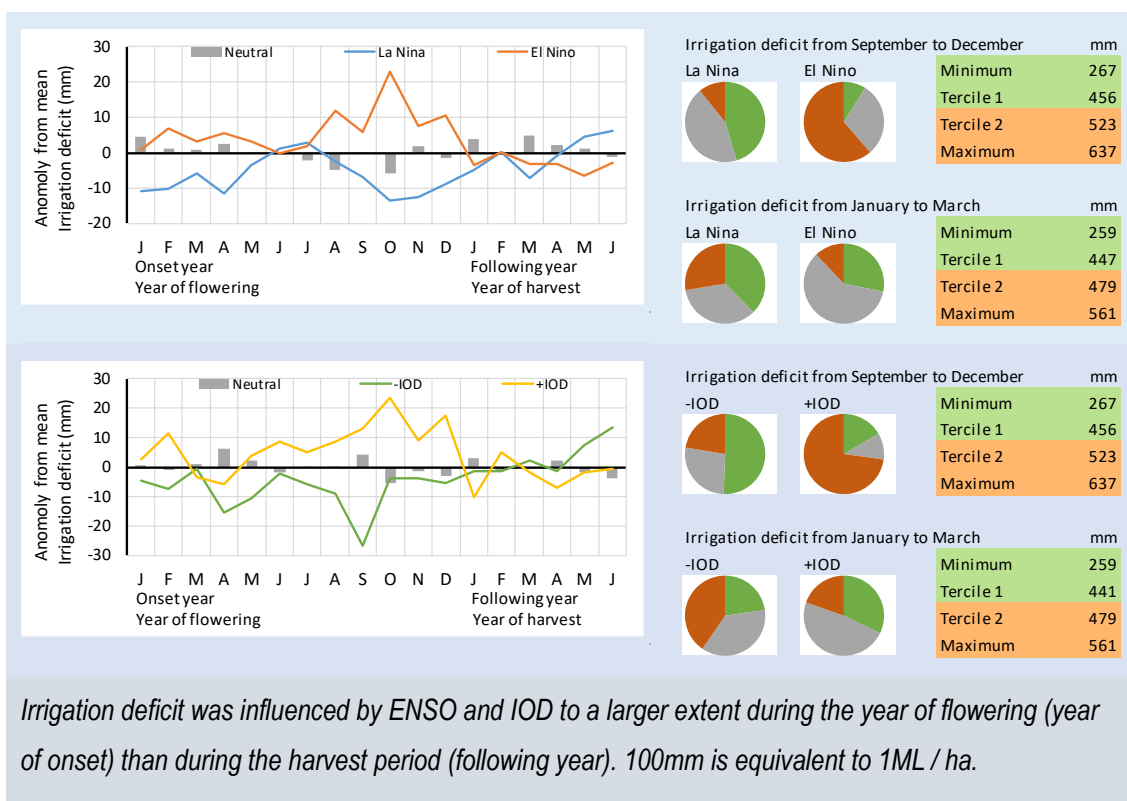 Anomoly from mean
Irrigation deficit (mm)
30
20
10
0
-10
-20
Neutral La Nina El Nino
J F M A M J J A S O N D J F M A M J
Onset year Following year
Year of flowering Year of harvest
Irrigation deficit from September to December mm
La Nina El Nino
Minimum 267
Tercile 1 456
Tercile 2 523
Maximum 637
Irrigation deficit from January to March mm
La Nina El Nino
Minimum 259
Tercile 1 447
Tercile 2 479
Maximum 561
Anomoly from mean
Irrigation deficit (mm)
30
20
10
0
-10
-20
-30
Neutral -IOD +IOD
J F M A M J J A S O N D J F M A M J
Onset year Following year
Year of flowering Year of harvest
Irrigation deficit from September to December mm
-IOD +IOD
Minimum 267
Tercile 1 456
Tercile 2 523
Maximum 637
Irrigation deficit from January to March mm
-IOD +IOD
Minimum 259
Tercile 1 441
Tercile 2 479
Maximum 561
Irrigation deficit was influenced by ENSO and IOD to a larger extent during the year of flowering (year
of onset) than during the harvest period (following year). 100mm is equivalent to 1ML / ha.